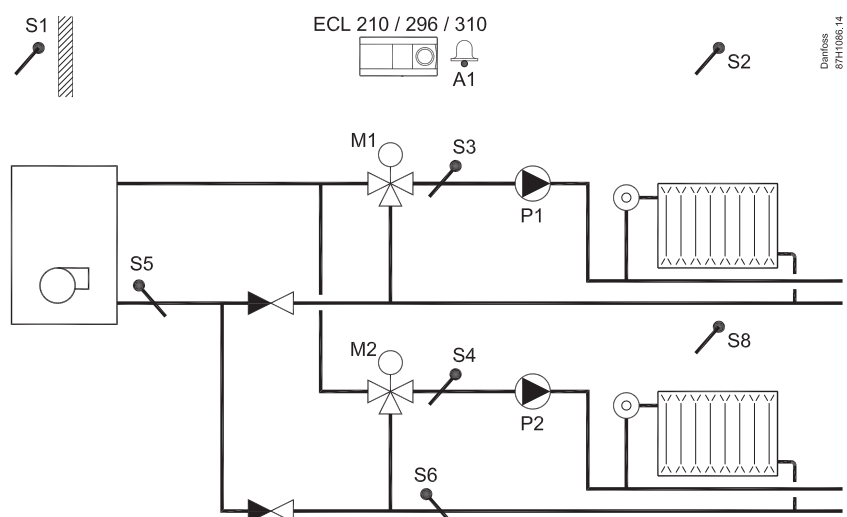 S1
ECL 210 / 296 / 310
A1
S2
Danfoss
87H1086.14
M1
S3
P1
S5
M2
S4
P2
S8
S6